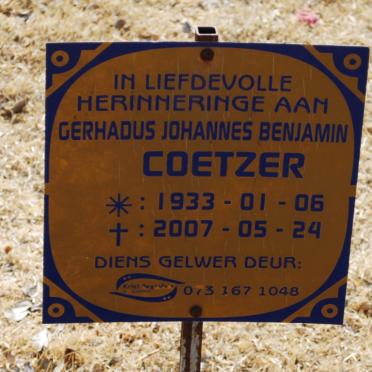 IN LIEFDEVOLLE
HERINNERINGE AAN
GERHADUS JOHANNES BENJAMIN
COETZER
* : 1933 - 01 - 06
† : 2007 - 05 - 24
DIENS GELWER DEUR:
073 167 1048